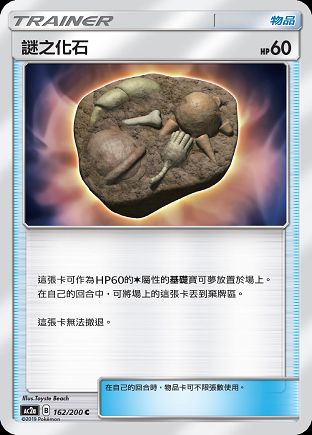 TRAINER 物品
謎之化石 HP60
這張卡可作為HP60的✶屬性的基礎寶可夢放置於場上。
在自己的回合中,可將場上的這張卡丟到棄牌區。
這張卡無法撤退。
Illus.Toyste Beach
AC2a B 162/200 C
©2019 Pokémon
在自己的回合時,物品卡可不限張數使用。